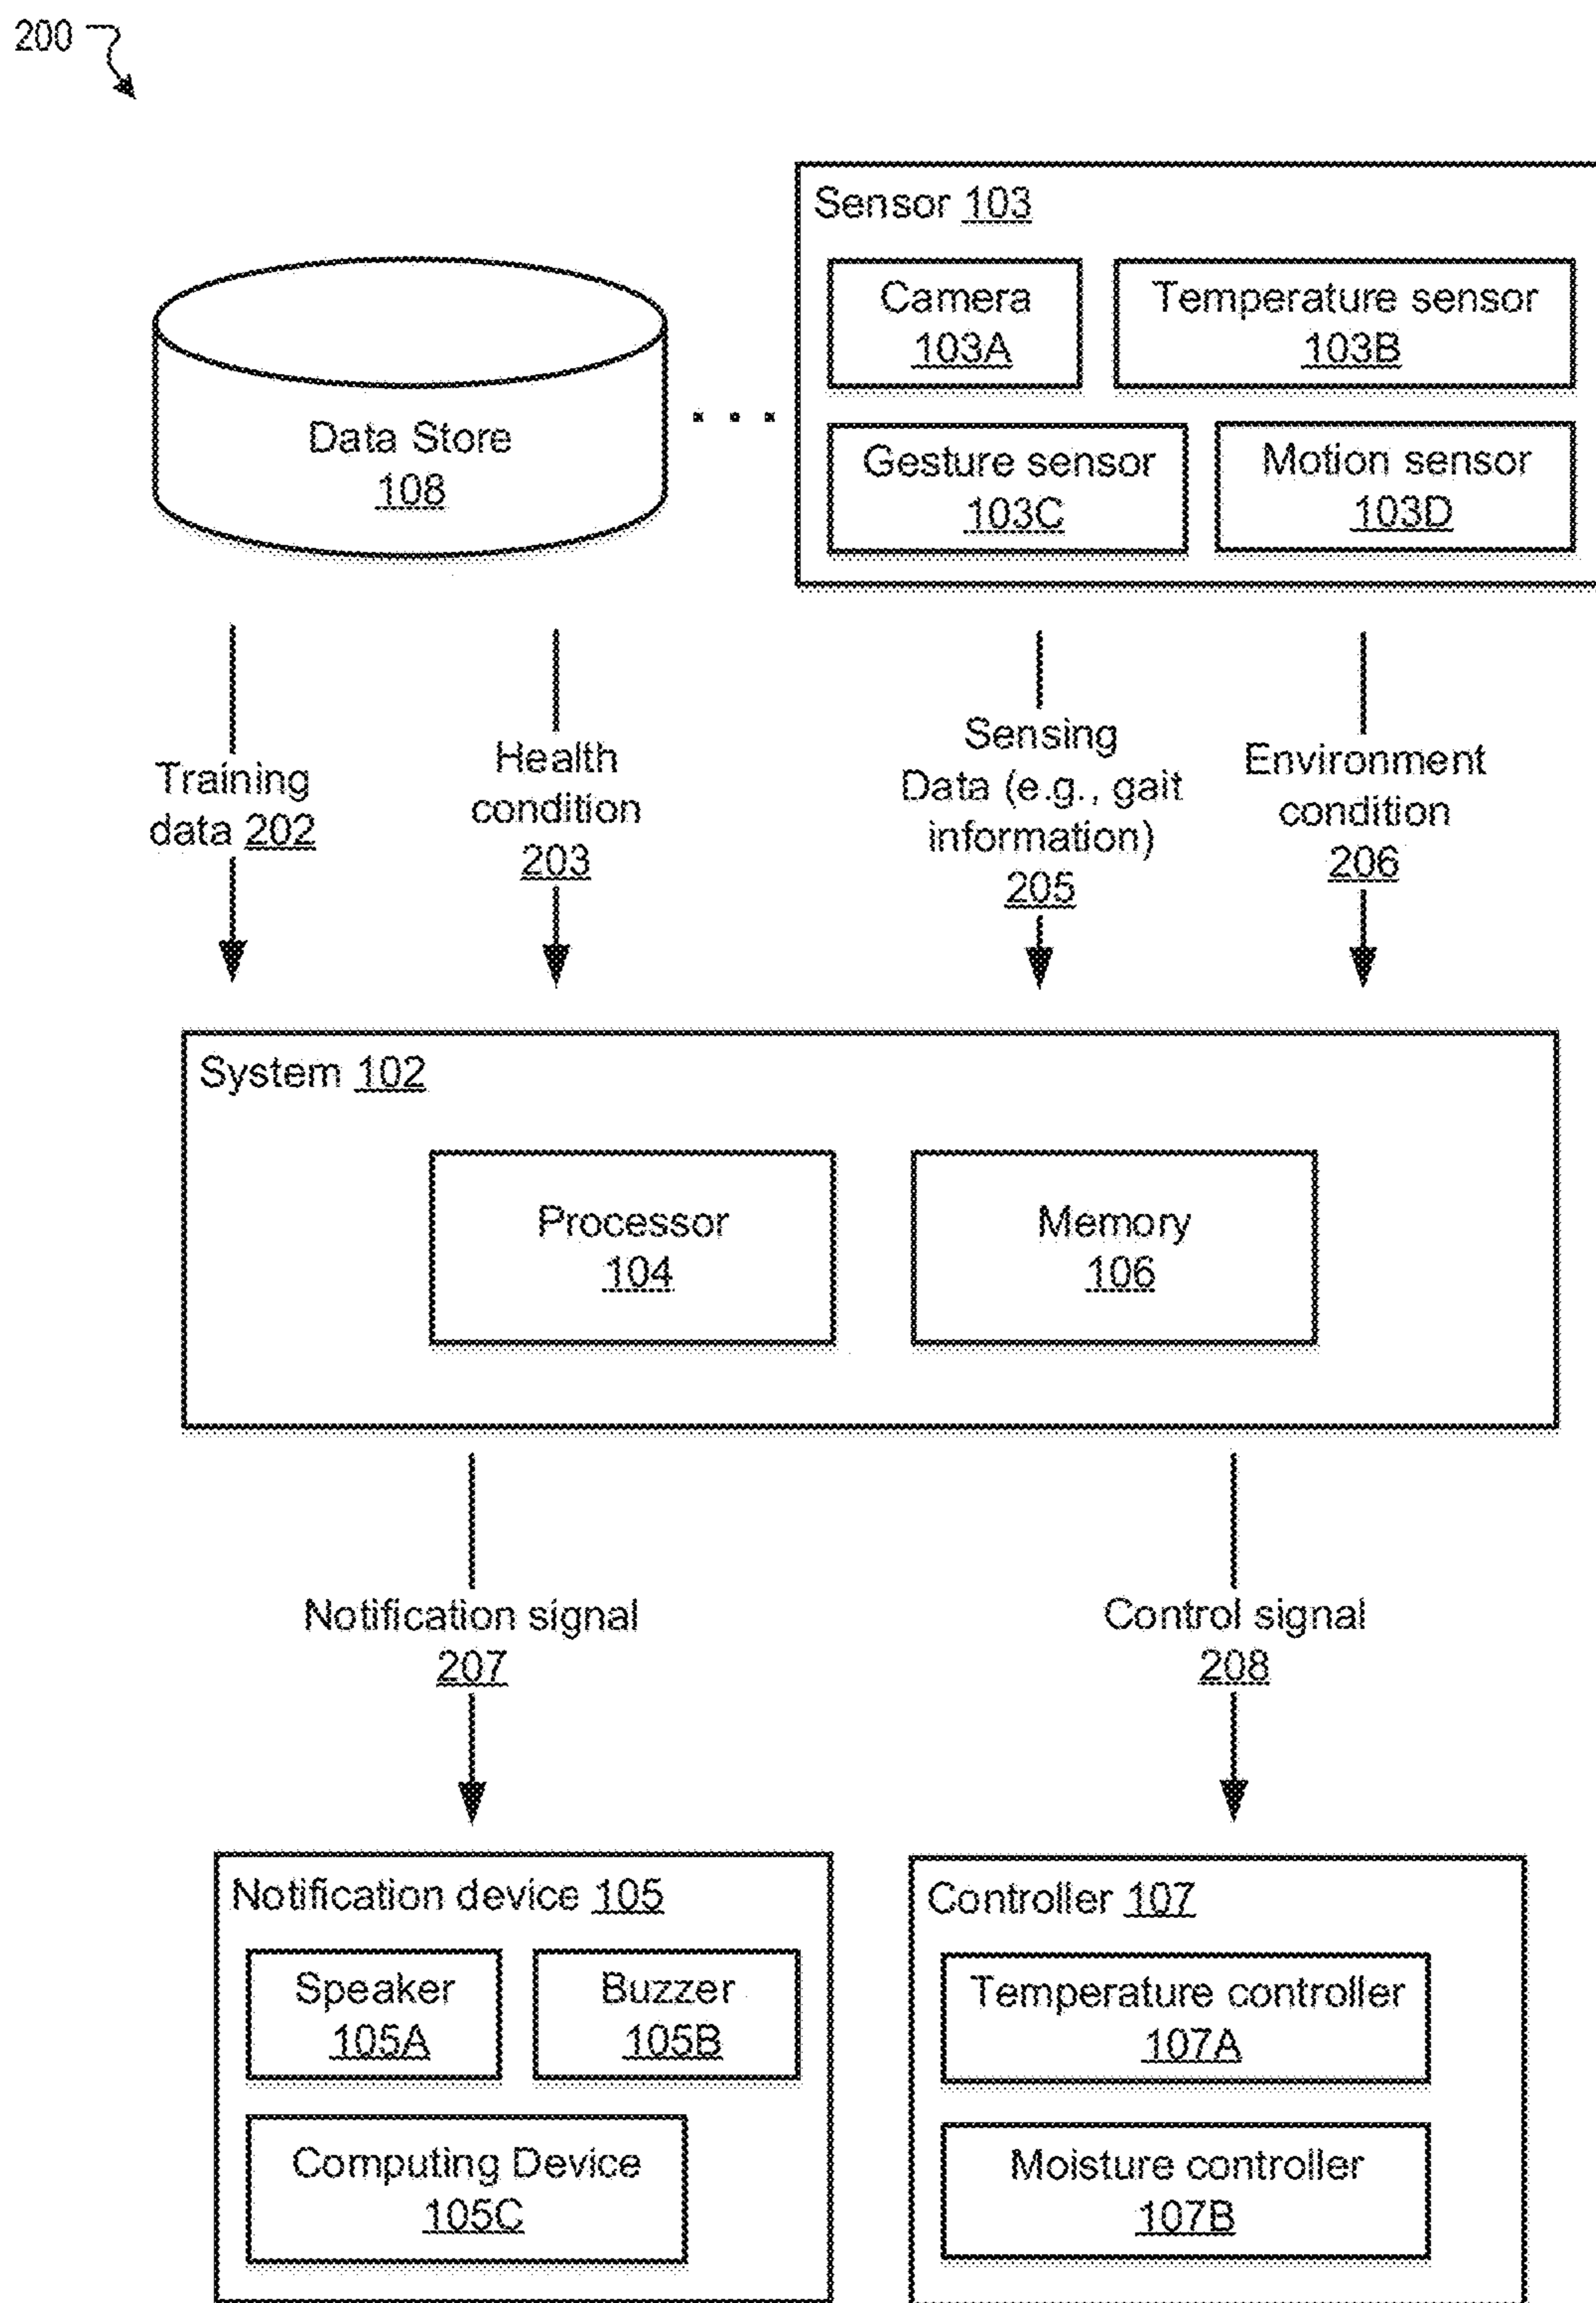 200
Sensor 103
Camera
103A
Temperature sensor
103B
Data Store
108
. . .
Gesture sensor
103C
Motion sensor
103D
Training
data 202
Health
condition
203
Sensing
Data (e.g., gait
information)
205
Environment
condition
206
System 102
Processor
104
Memory
106
Notification signal
207
Control signal
208
Notification device 105
Speaker
105A
Buzzer
105B
Computing Device
105C
Controller 107
Temperature controller
107A
Moisture controller
107B